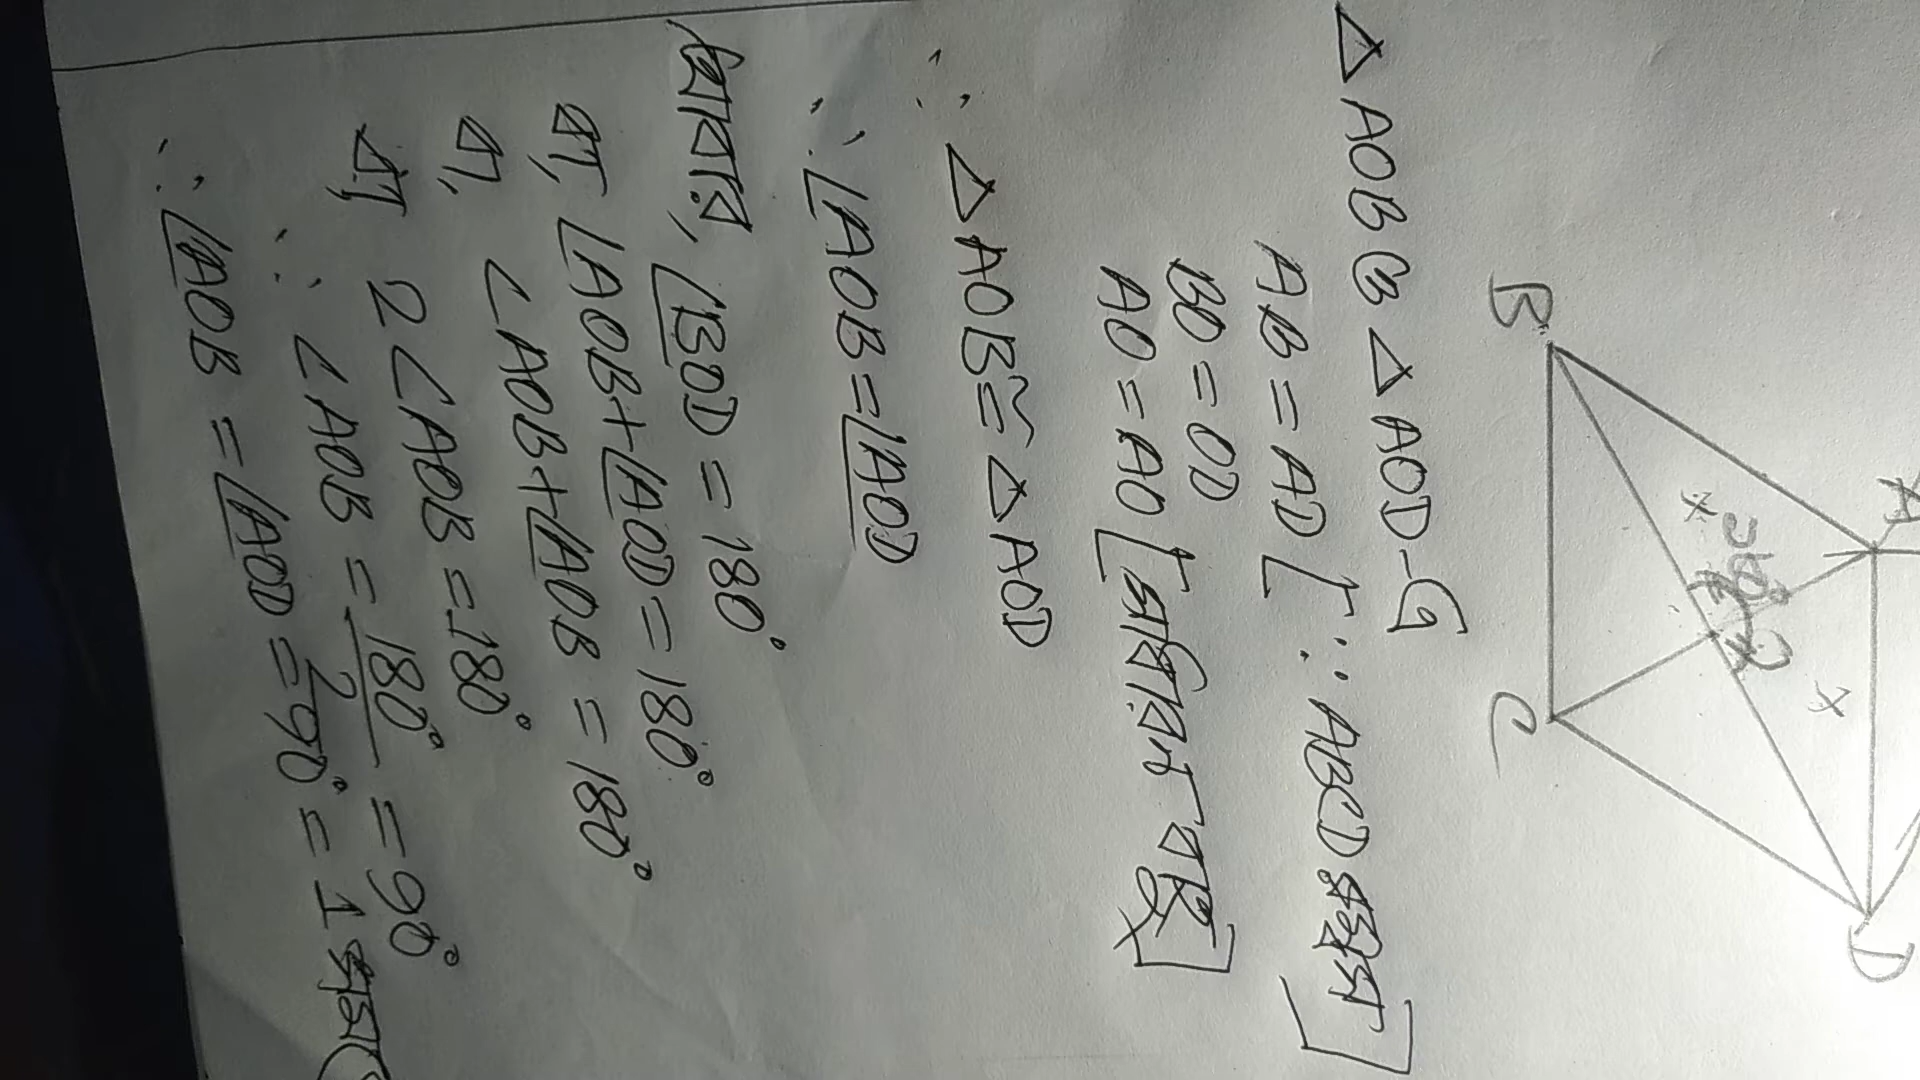 A
B
C
D
△ AOB ও △ AOD-এ
AB = AD [∵ ABCD রম্বস]
BO = OD
AO = AO [সাধারণ বাহু]
∴ △ AOB ≅ △ AOD
∴ ∠AOB = ∠AOD
আবার, ∠BOD = 180°
বা, ∠AOB + ∠AOD = 180°
বা, ∠AOB + ∠AOB = 180°
বা 2 ∠AOB = 180°
∴ ∠AOB = 180°/2 = 90°
∴ ∠AOB = ∠AOD = 90° = 1 সমকোণ